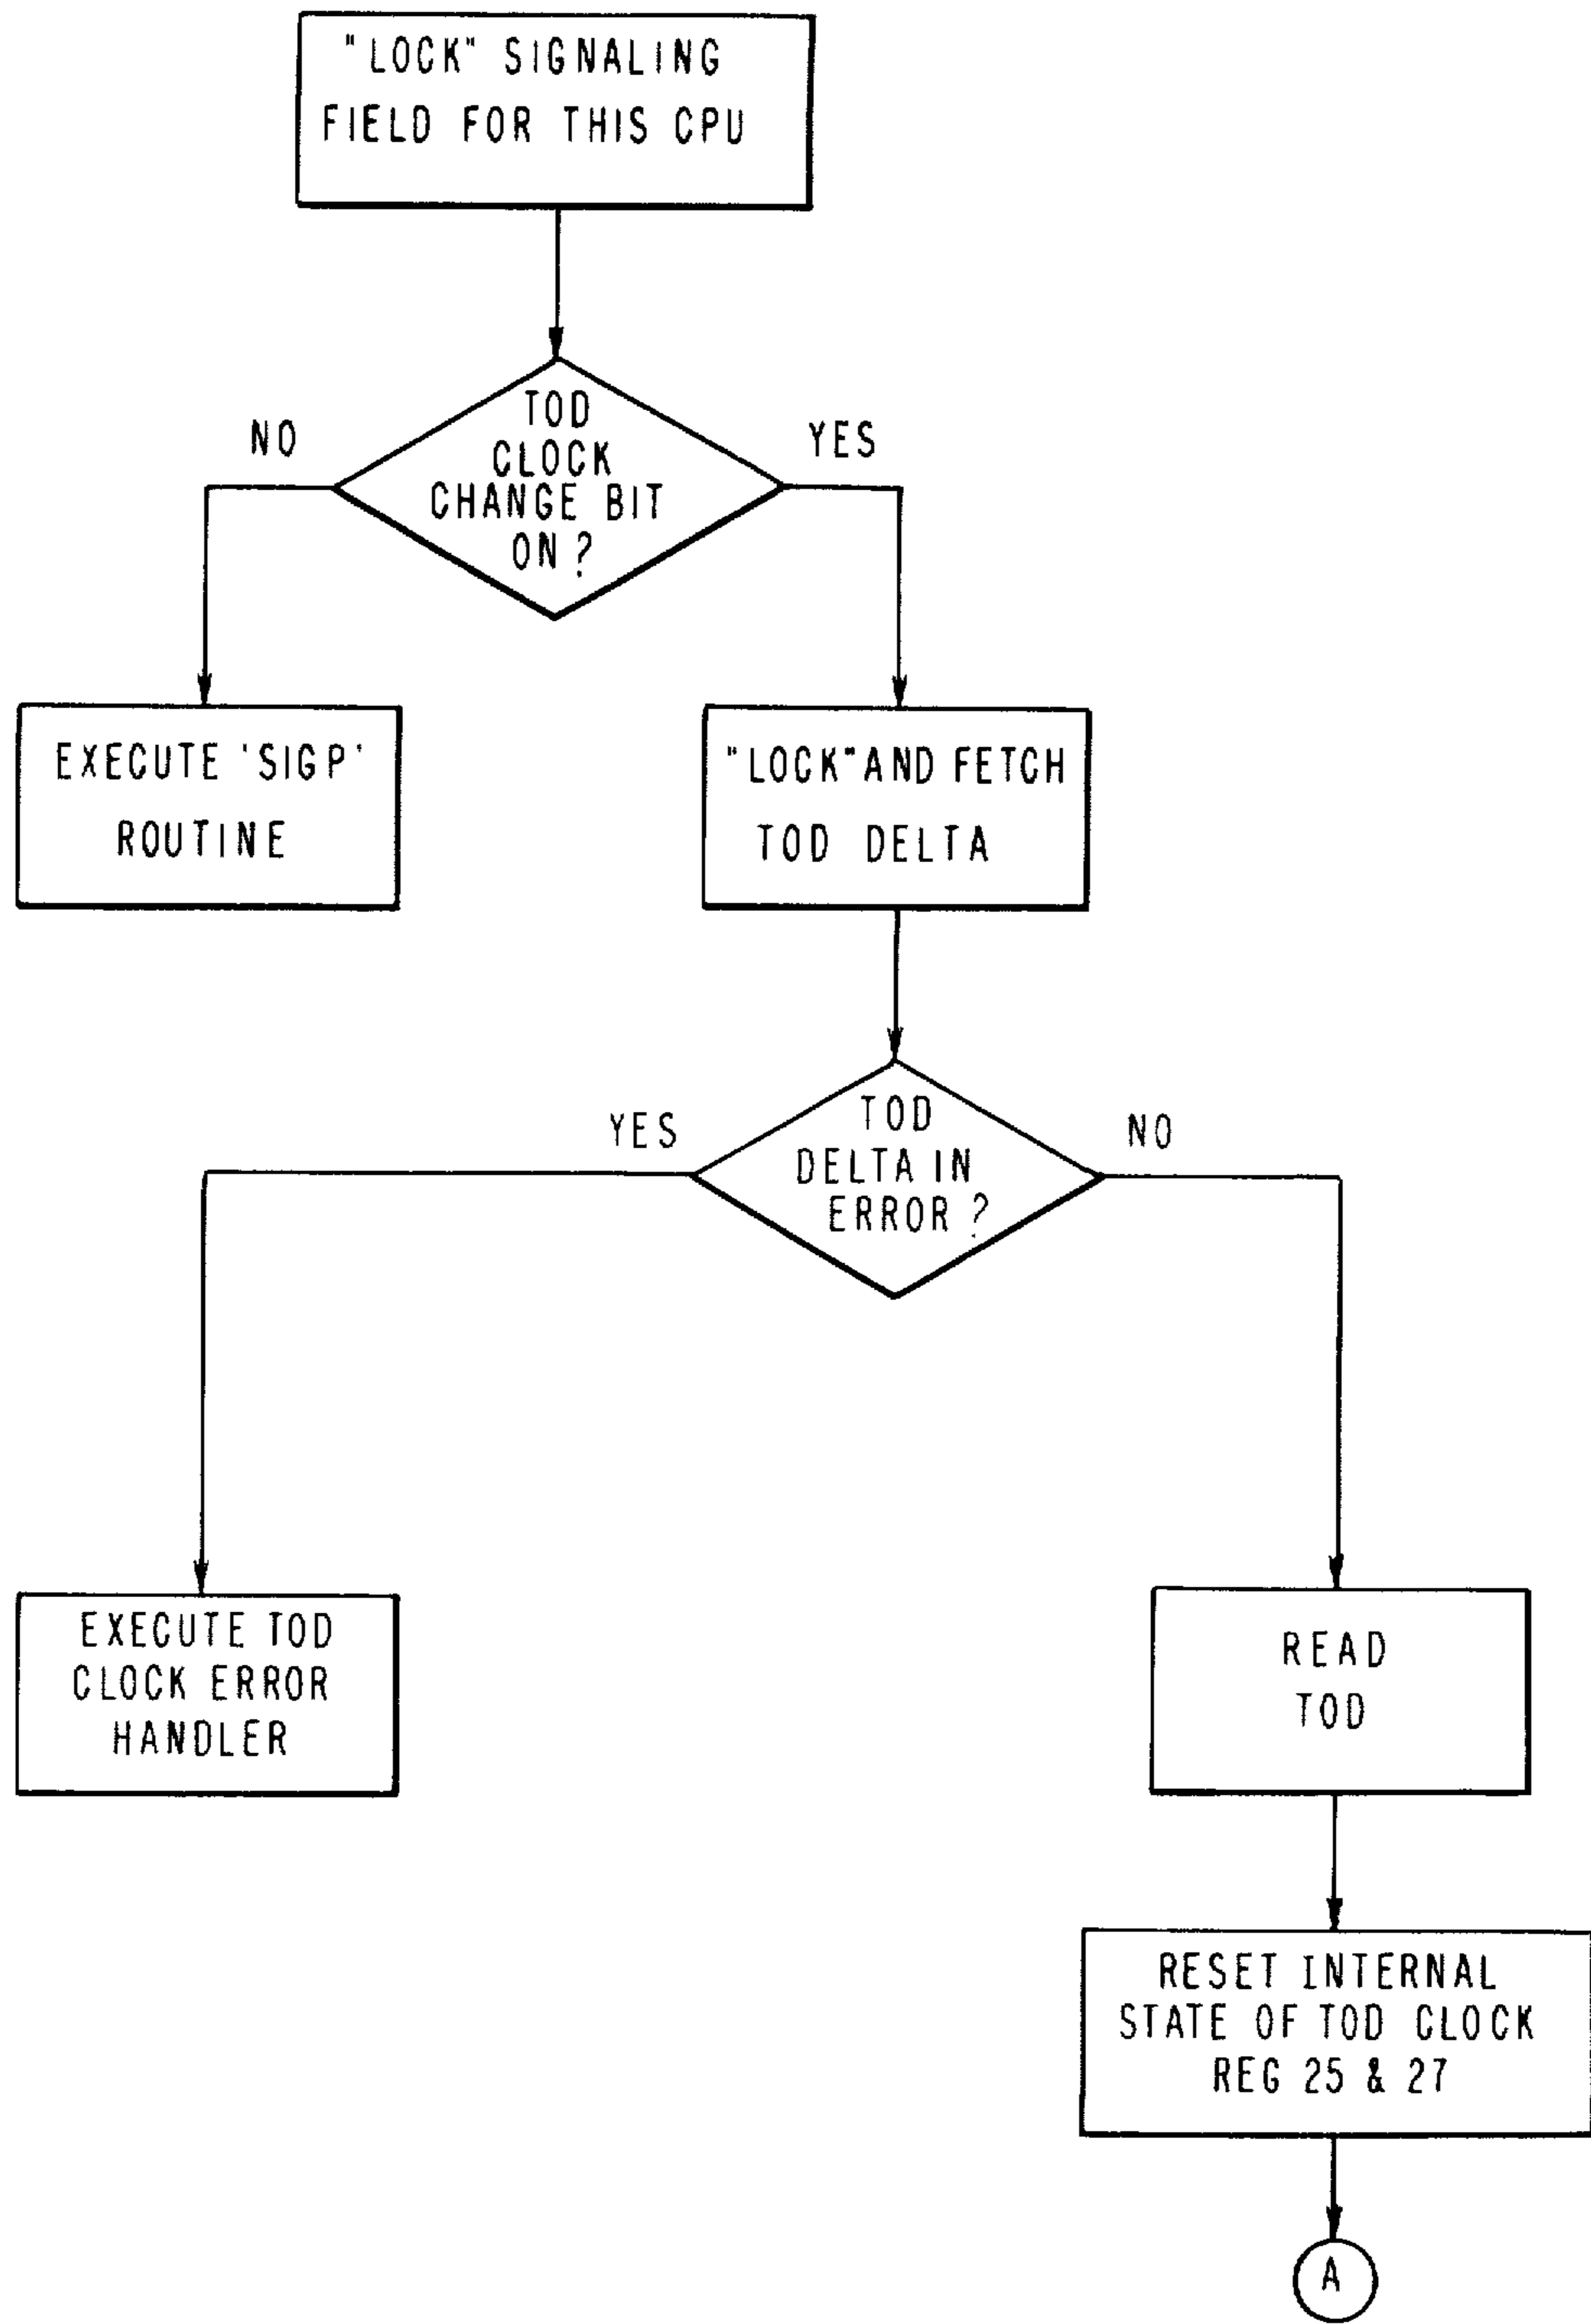 "LOCK" SIGNALING
FIELD FOR THIS CPU
TOD
CLOCK
CHANGE BIT
ON?
NO
YES
EXECUTE 'SIGP'
ROUTINE
"LOCK" AND FETCH
TOD DELTA
TOD
DELTA IN
ERROR?
YES
NO
EXECUTE TOD
CLOCK ERROR
HANDLER
READ
TOD
RESET INTERNAL
STATE OF TOD CLOCK
REG 25 & 27
A